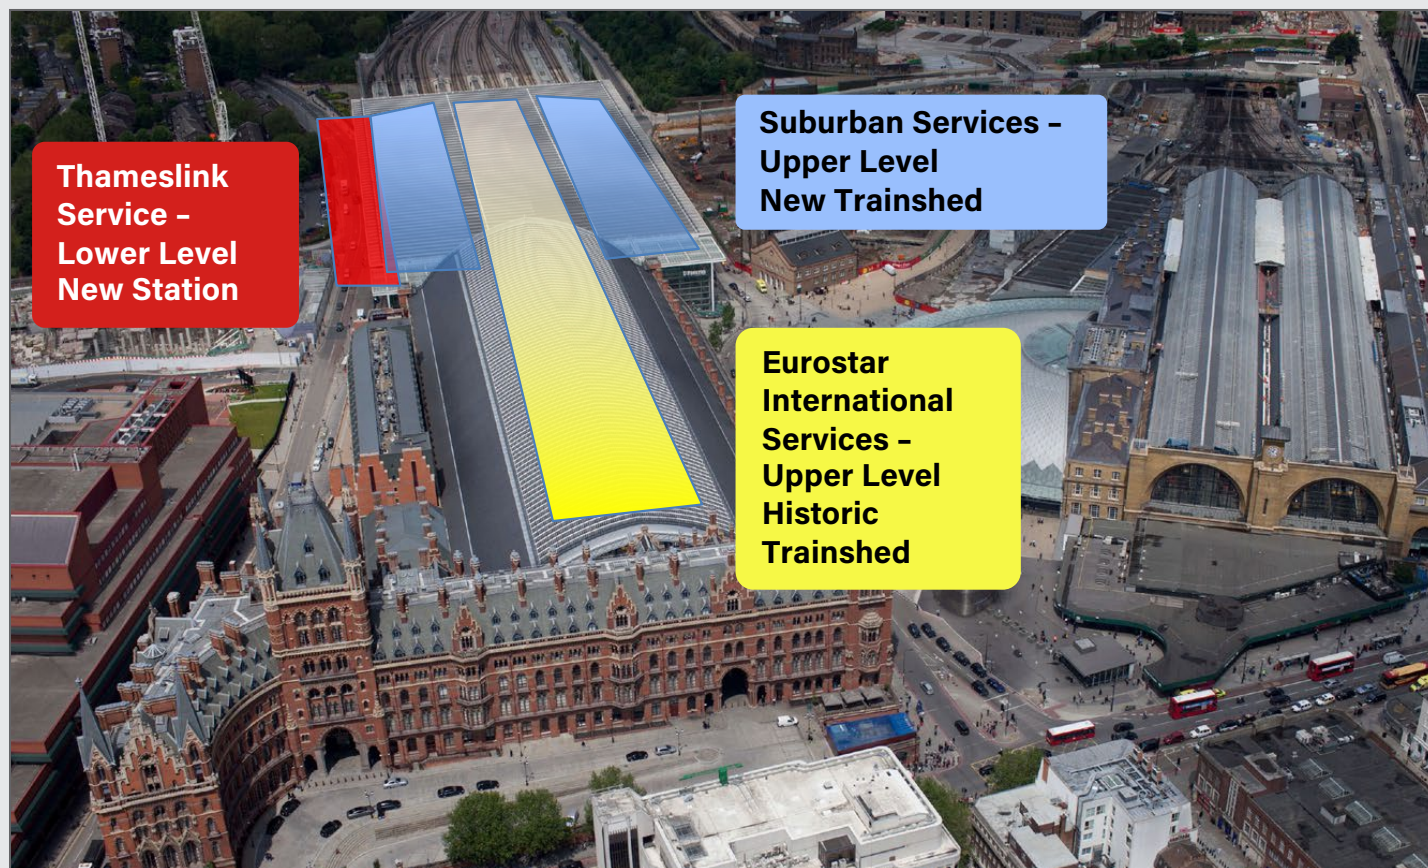 Thameslink
Service –
Lower Level
New Station
Suburban Services –
Upper Level
New Trainshed
Eurostar
International
Services –
Upper Level
Historic
Trainshed